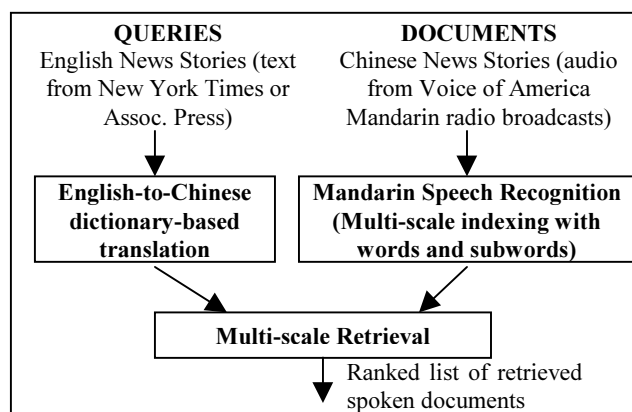 QUERIES
English News Stories (text
from New York Times or
Assoc. Press)
DOCUMENTS
Chinese News Stories (audio
from Voice of America
Mandarin radio broadcasts)
English-to-Chinese
dictionary-based
translation
Mandarin Speech Recognition
(Multi-scale indexing with
words and subwords)
Multi-scale Retrieval
Ranked list of retrieved
spoken documents